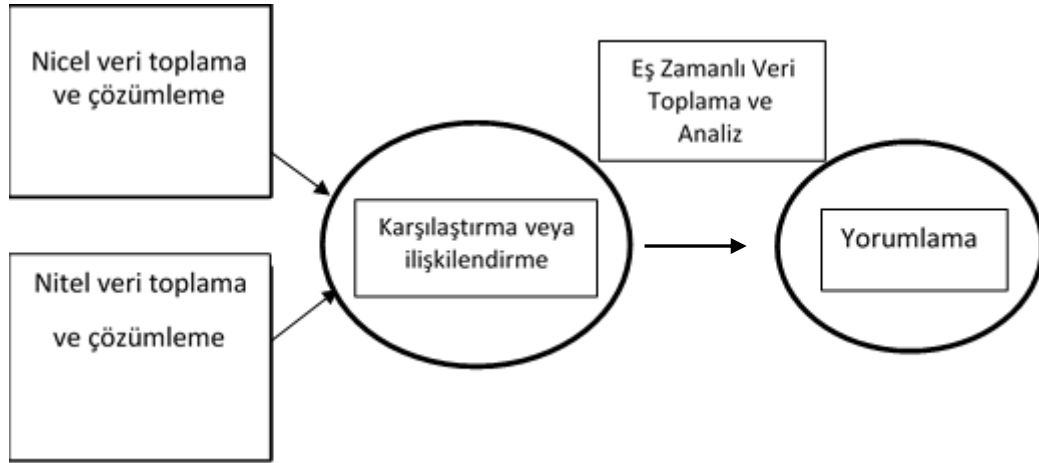 Nicel veri toplama
ve çözümleme
Nitel veri toplama
ve çözümleme
Karşılaştırma veya
ilişkilendirme
Eş Zamanlı Veri
Toplama ve
Analiz
Yorumlama